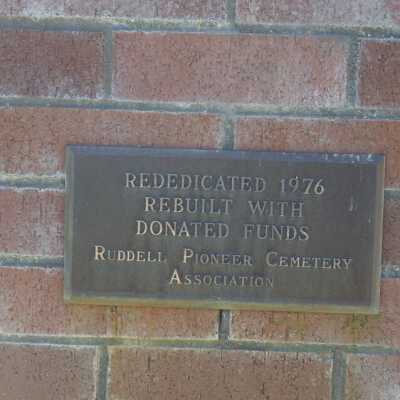 REDEDICATED 1976
REBUILT WITH
DONATED FUNDS
RUDDELL PIONEER CEMETERY
ASSOCIATION